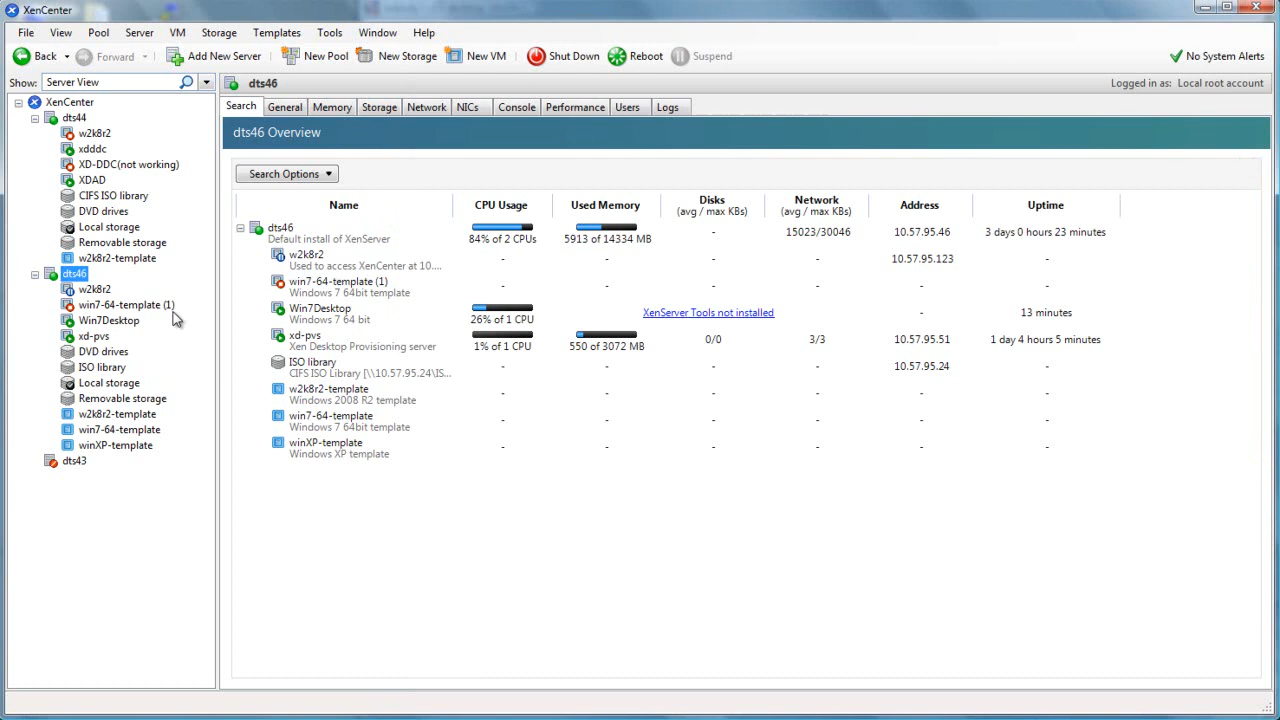 XenCenter
File View Pool Server VM Storage Templates Tools Window Help
Back Forward Add New Server New Pool New Storage New VM Shut Down Reboot Suspend No System Alerts
Show: Server View
dts46 Logged in as: Local root account
XenCenter
dts44
w2k8r2
xdddc
XD-DDC(not working)
XDAD
CIFS ISO library
DVD drives
Local storage
Removable storage
w2k8r2-template
dts46
w2k8r2
win7-64-template (1)
Win7Desktop
xd-pvs
DVD drives
ISO library
Local storage
Removable storage
w2k8r2-template
win7-64-template
winXP-template
dts43
Search General Memory Storage Network NICs Console Performance Users Logs
dts46 Overview
Search Options
Name CPU Usage Used Memory Disks Network Address Uptime
(avg / max KBs) (avg / max KBs)
dts46
Default install of XenServer 84% of 2 CPUs 5913 of 14334 MB - 15023/30046 10.57.95.46 3 days 0 hours 23 minutes
w2k8r2
Used to access XenCenter at 10.... - - - - 10.57.95.123 -
win7-64-template (1)
Windows 7 64bit template - - - - - -
Win7Desktop
Windows 7 64 bit 26% of 1 CPU XenServer Tools not installed - 13 minutes
xd-pvs
Xen Desktop Provisioning server 1% of 1 CPU 550 of 3072 MB 0/0 3/3 10.57.95.51 1 day 4 hours 5 minutes
ISO library
CIFS ISO Library [\\10.57.95.24\IS... - - - - 10.57.95.24 -
w2k8r2-template
Windows 2008 R2 template - - - - - -
win7-64-template
Windows 7 64bit template - - - - - -
winXP-template
Windows XP template - - - - - -